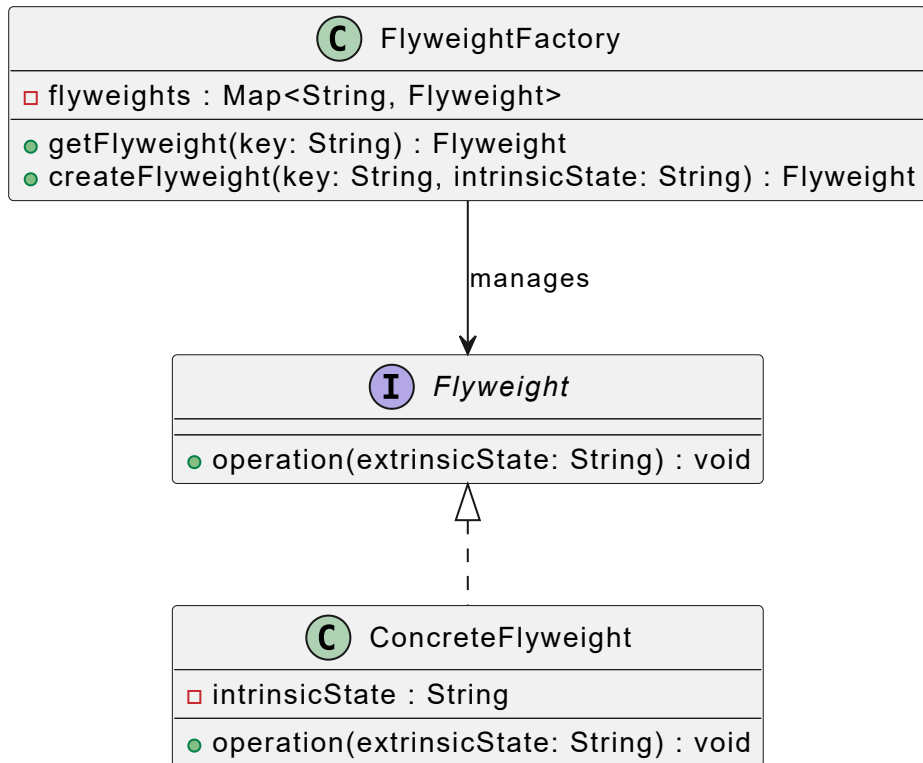 C FlyweightFactory
flyweights : Map<String, Flyweight>
getFlyweight(key: String) : Flyweight
createFlyweight(key: String, intrinsicState: String) : Flyweight
manages
I Flyweight
operation(extrinsicState: String) : void
C ConcreteFlyweight
intrinsicState : String
operation(extrinsicState: String) : void